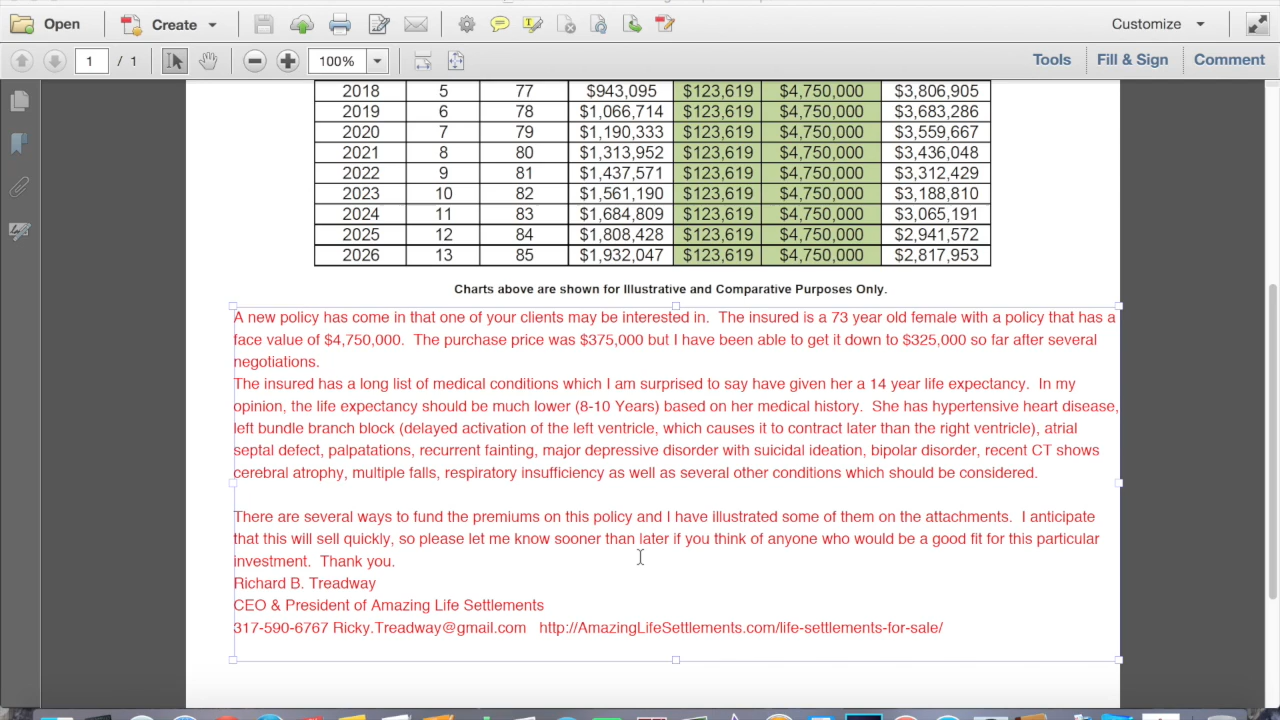 Open
Create
Customize
1 / 1
100%
Tools
Fill & Sign
Comment
2018 5 77 $943,095 $123,619 $4,750,000 $3,806,905
2019 6 78 $1,066,714 $123,619 $4,750,000 $3,683,286
2020 7 79 $1,190,333 $123,619 $4,750,000 $3,559,667
2021 8 80 $1,313,952 $123,619 $4,750,000 $3,436,048
2022 9 81 $1,437,571 $123,619 $4,750,000 $3,312,429
2023 10 82 $1,561,190 $123,619 $4,750,000 $3,188,810
2024 11 83 $1,684,809 $123,619 $4,750,000 $3,065,191
2025 12 84 $1,808,428 $123,619 $4,750,000 $2,941,572
2026 13 85 $1,932,047 $123,619 $4,750,000 $2,817,953
Charts above are shown for Illustrative and Comparative Purposes Only.
A new policy has come in that one of your clients may be interested in.  The insured is a 73 year old female with a policy that has a
face value of $4,750,000.  The purchase price was $375,000 but I have been able to get it down to $325,000 so far after several
negotiations.
The insured has a long list of medical conditions which I am surprised to say have given her a 14 year life expectancy.  In my
opinion, the life expectancy should be much lower (8-10 Years) based on her medical history.  She has hypertensive heart disease,
left bundle branch block (delayed activation of the left ventricle, which causes it to contract later than the right ventricle), atrial
septal defect, palpatations, recurrent fainting, major depressive disorder with suicidal ideation, bipolar disorder, recent CT shows
cerebral atrophy, multiple falls, respiratory insufficiency as well as several other conditions which should be considered.
There are several ways to fund the premiums on this policy and I have illustrated some of them on the attachments.  I anticipate
that this will sell quickly, so please let me know sooner than later if you think of anyone who would be a good fit for this particular
investment.  Thank you.
Richard B. Treadway
CEO & President of Amazing Life Settlements
317-590-6767 Ricky.Treadway@gmail.com   http://AmazingLifeSettlements.com/life-settlements-for-sale/